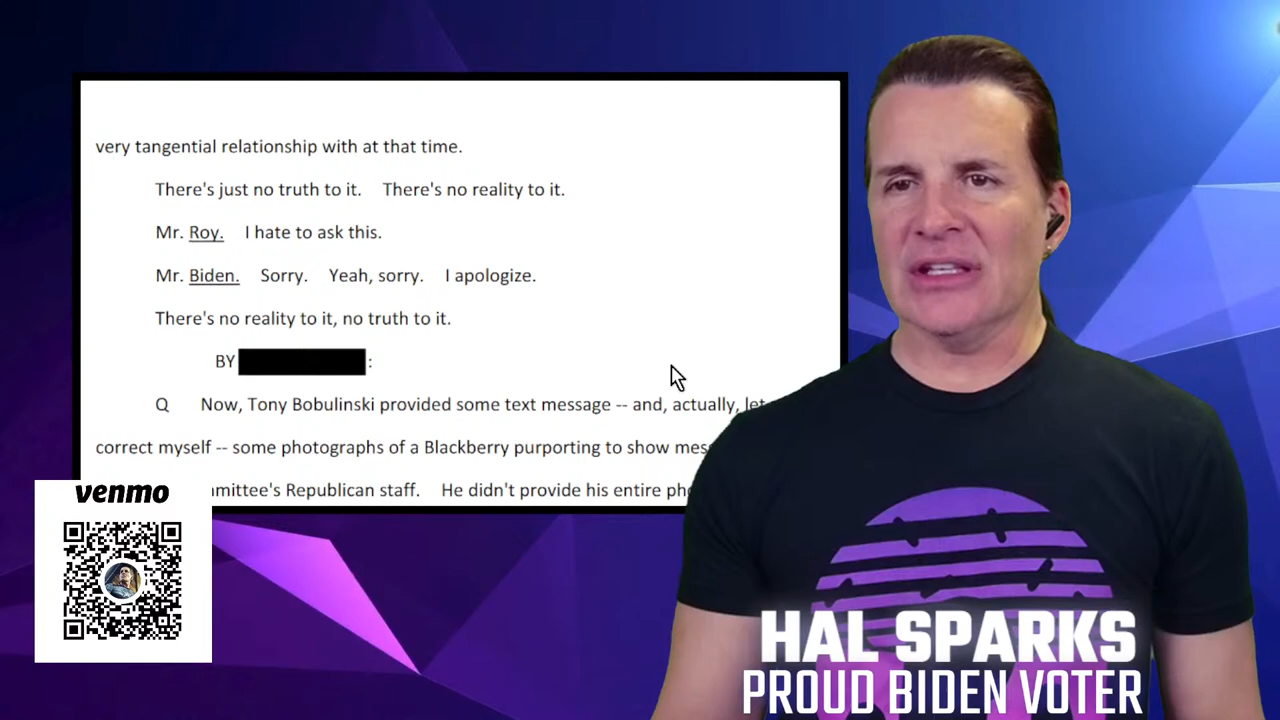 very tangential relationship with at that time.
There's just no truth to it. There's no reality to it.
Mr. Roy. I hate to ask this.
Mr. Biden. Sorry. Yeah, sorry. I apologize.
There's no reality to it, no truth to it.
BY :
Q Now, Tony Bobulinski provided some text message -- and, actually,
correct myself -- some photographs of a Blackberry purporting to show
Republican staff. He didn't provide his entire
venmo
HAL SPARKS
PROUD BIDEN VOTER